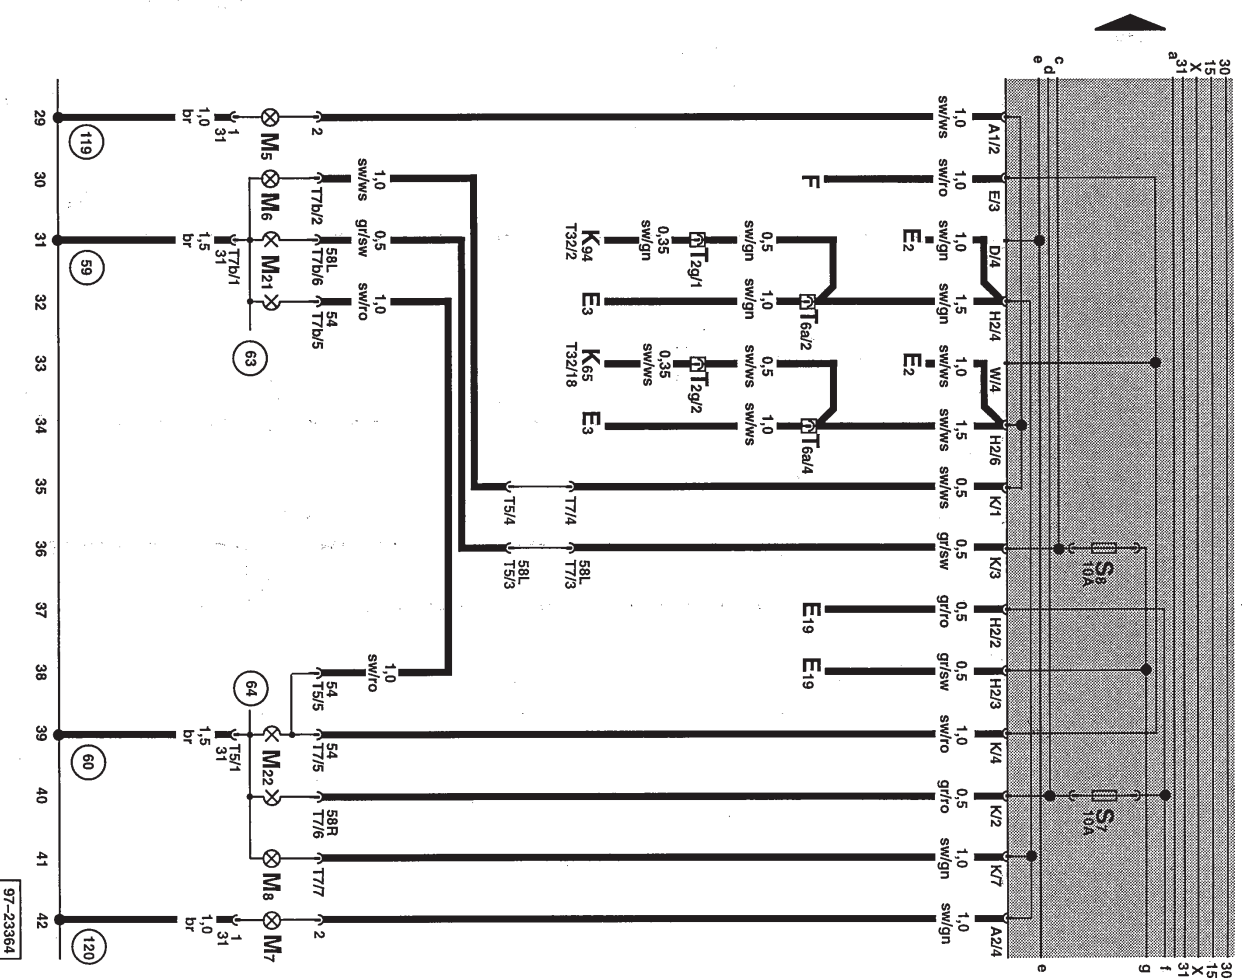 30 30
15 15
X X
31 31
a f
g
c
d
e e
S8 S7
10A 10A
A1/2 E/3 D/4 H2/4 W/4 H2/6 K/1 K/3 H2/2 H2/3 K/4 K/2 K/7 A2/4
1,0 1,0 1,0 1,5 1,0 1,5 0,5 0,5 0,5 0,5 1,0 0,5 1,0 1,0
sw/ws sw/ro sw/gn sw/gn sw/ws sw/ws sw/ws gr/sw gr/ro gr/sw sw/ro gr/ro sw/gn sw/gn
E2 E2
F E19 E19
T6a/2 T6a/4
0,5 1,0 0,5 1,0
sw/gn sw/gn sw/ws sw/ws
T2g/1 T2g/2
0,35 0,35
sw/gn sw/ws
K94 E3 K65 E3
T32/2 T32/18
58L
T7/4 T7/3
58L
T5/4 T5/3
1,0 0,5 1,0 1,0
sw/ws gr/sw sw/ro sw/ro
58L 54 54 54 58R
2 T7b/2 T7b/6 T7b/5 T5/5 T7/5 T7/6 T7/7 2
M5 M6 M21 M22 M8 M7
63 64
1 T7b/1 T5/1 1
31 31 31 31
1,0 1,5 1,5 1,0
br br br br
119 59 60 120
29 30 31 32 33 34 35 36 37 38 39 40 41 42
97–23364